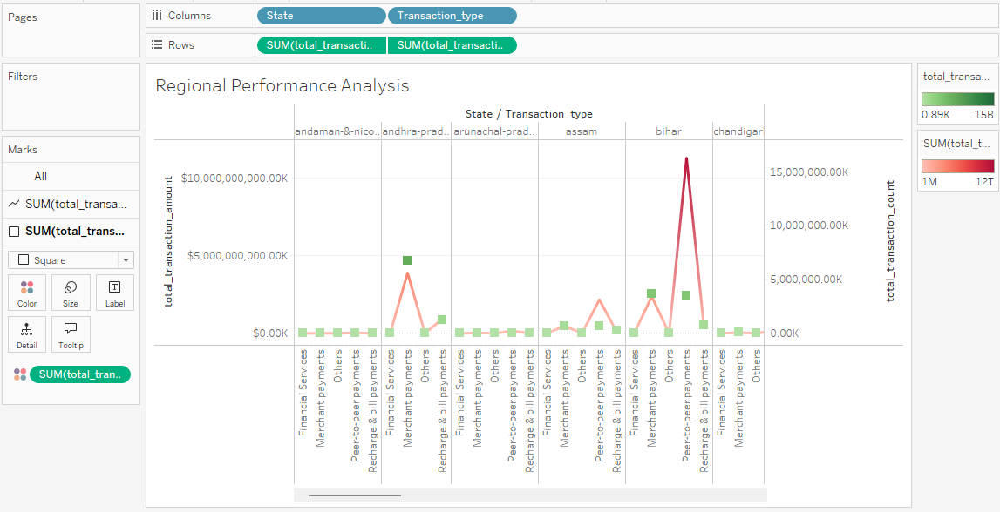 Pages
Columns
State
Transaction_type
Rows
SUM(total_transacti..
SUM(total_transacti..
Filters
Marks
All
SUM(total_transa...
SUM(total_trans...
Square
Color
Size
Label
Detail
Tooltip
SUM(total_tran..
Regional Performance Analysis
State / Transaction_type
andaman-&-nico..
andhra-prad..
arunachal-prad..
assam
bihar
chandigar
total_transaction_amount
$10,000,000,000.00K
$5,000,000,000.00K
$0.00K
15,000,000.00K
10,000,000.00K
5,000,000.00K
0.00K
total_transaction_count
Financial Services
Merchant payments
Others
Peer-to-peer payments
Recharge & bill payments
Financial Services
Merchant payments
Others
Recharge & bill payments
Financial Services
Merchant payments
Others
Peer-to-peer payments
Recharge & bill payments
Financial Services
Merchant payments
Others
Peer-to-peer payments
Recharge & bill payments
Financial Services
Merchant payments
Others
Peer-to-peer payments
Recharge & bill payments
Financial Services
Merchant payments
Others
total_transa...
0.89K 15B
SUM(total_t...
1M 12T